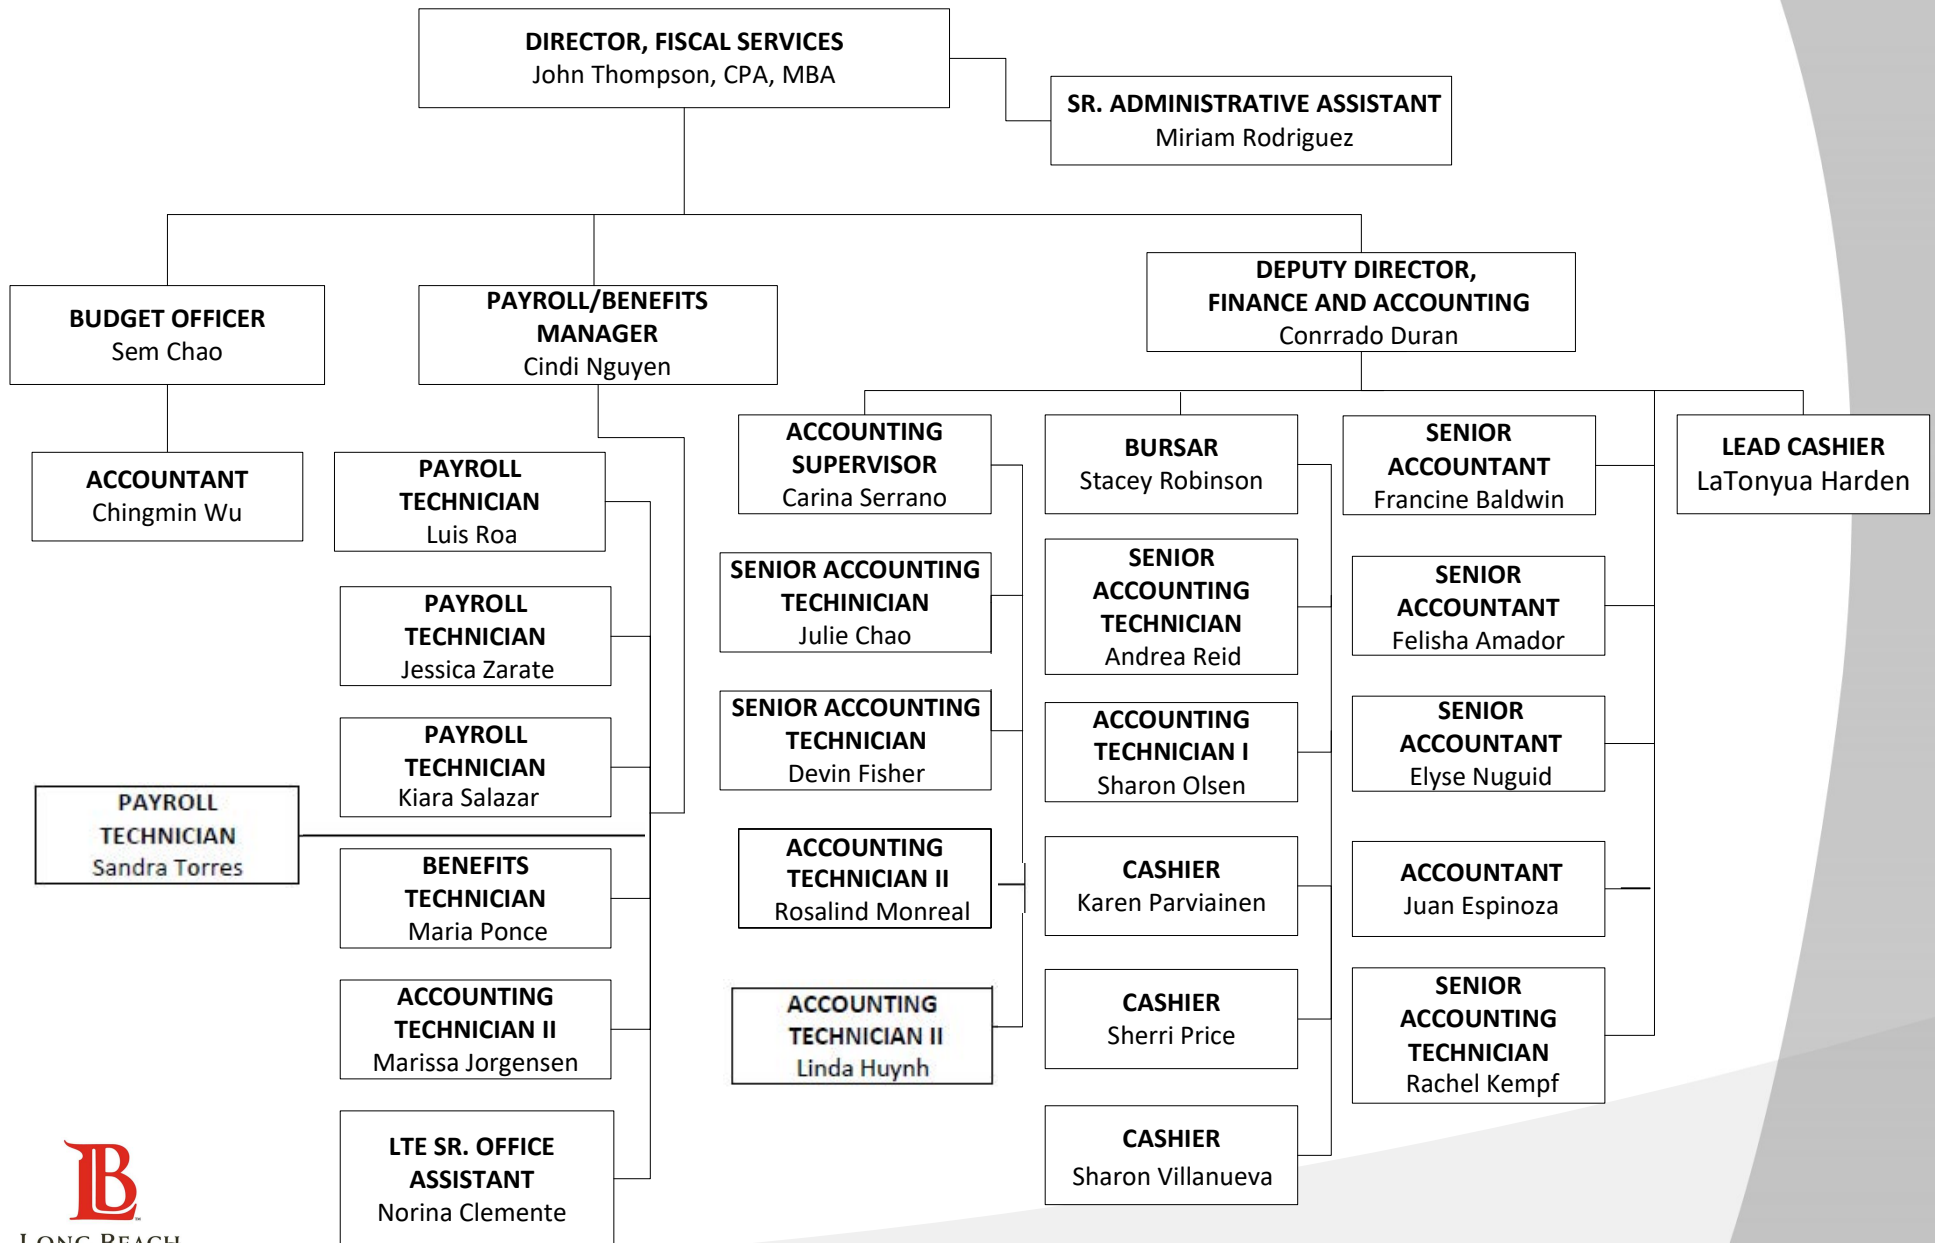 DIRECTOR, FISCAL SERVICES
John Thompson, CPA, MBA
SR. ADMINISTRATIVE ASSISTANT
Miriam Rodriguez
BUDGET OFFICER
Sem Chao
PAYROLL/BENEFITS
MANAGER
Cindi Nguyen
DEPUTY DIRECTOR,
FINANCE AND ACCOUNTING
Conrrado Duran
ACCOUNTANT
Chingmin Wu
PAYROLL
TECHNICIAN
Luis Roa
PAYROLL
TECHNICIAN
Jessica Zarate
PAYROLL
TECHNICIAN
Kiara Salazar
PAYROLL
TECHNICIAN
Sandra Torres
BENEFITS
TECHNICIAN
Maria Ponce
ACCOUNTING
TECHNICIAN II
Marissa Jorgensen
LTE SR. OFFICE
ASSISTANT
Norina Clemente
ACCOUNTING
SUPERVISOR
Carina Serrano
SENIOR ACCOUNTING
TECHINICIAN
Julie Chao
SENIOR ACCOUNTING
TECHNICIAN
Devin Fisher
ACCOUNTING
TECHNICIAN II
Rosalind Monreal
ACCOUNTING
TECHNICIAN II
Linda Huynh
BURSAR
Stacey Robinson
SENIOR
ACCOUNTING
TECHNICIAN
Andrea Reid
ACCOUNTING
TECHNICIAN I
Sharon Olsen
CASHIER
Karen Parviainen
CASHIER
Sherri Price
CASHIER
Sharon Villanueva
SENIOR
ACCOUNTANT
Francine Baldwin
SENIOR
ACCOUNTANT
Felisha Amador
SENIOR
ACCOUNTANT
Elyse Nuguid
ACCOUNTANT
Juan Espinoza
SENIOR
ACCOUNTING
TECHNICIAN
Rachel Kempf
LEAD CASHIER
LaTonyua Harden
LB
LONG BEACH